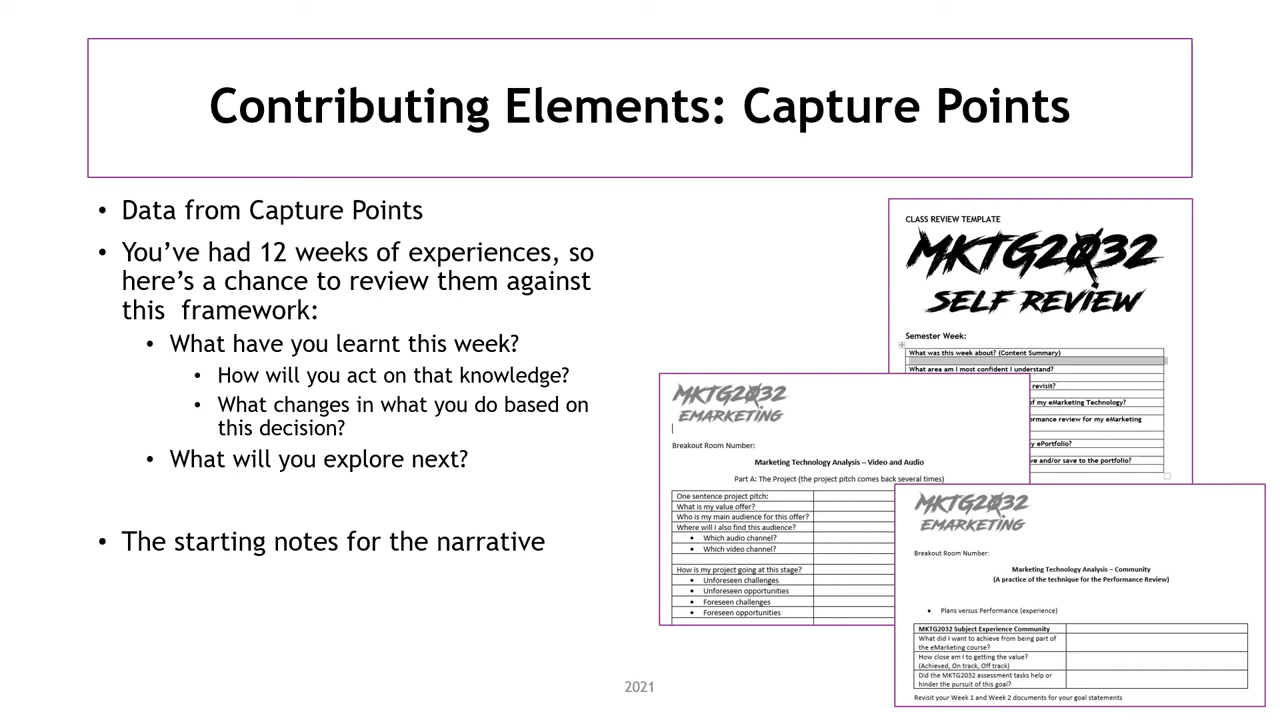 Contributing Elements: Capture Points
• Data from Capture Points
• You’ve had 12 weeks of experiences, so
here’s a chance to review them against
this framework:
• What have you learnt this week?
• How will you act on that knowledge?
• What changes in what you do based on
this decision?
• What will you explore next?
• The starting notes for the narrative
CLASS REVIEW TEMPLATE
MKTG2032
SELF REVIEW
Semester Week:
What was this week about? (Content Summary)
What area am I most confident I understand?
revisit?
of my eMarketing Technology?
review for my eMarketing
ePortfolio?
and/or save to the portfolio?
MKTG2032
EMARKETING
Breakout Room Number:
Marketing Technology Analysis – Video and Audio
Part A: The Project (the project pitch comes back several times)
One sentence project pitch:
What is my value offer?
Who is my main audience for this offer?
Where will I also find this audience?
• Which audio channel?
• Which video channel?
How is my project going at this stage?
• Unforeseen challenges
• Unforeseen opportunities
• Foreseen challenges
• Foreseen opportunities
MKTG2032
EMARKETING
Breakout Room Number:
Marketing Technology Analysis – Community
(A practice of the technique for the Performance Review)
• Plans versus Performance (experience)
MKTG2032 Subject Experience Community
What did I want to achieve from being part of
the eMarketing course?
How close am I to getting the value?
(Achieved, On track, Off track)
Did the MKTG2032 assessment tasks help or
hinder the pursuit of this goal?
Revisit your Week 1 and Week 2 documents for your goal statements
2021